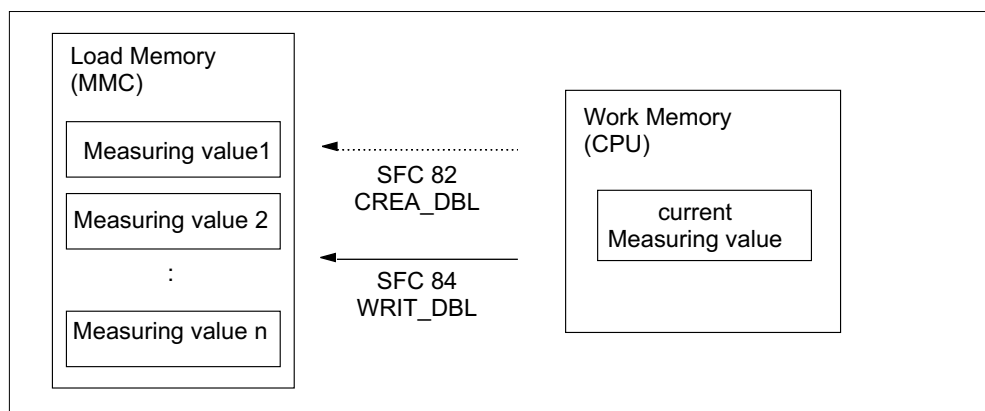 Load Memory
(MMC)
Measuring value1
Measuring value 2
:
Measuring value n
SFC 82
CREA_DBL
SFC 84
WRIT_DBL
Work Memory
(CPU)
current
Measuring value